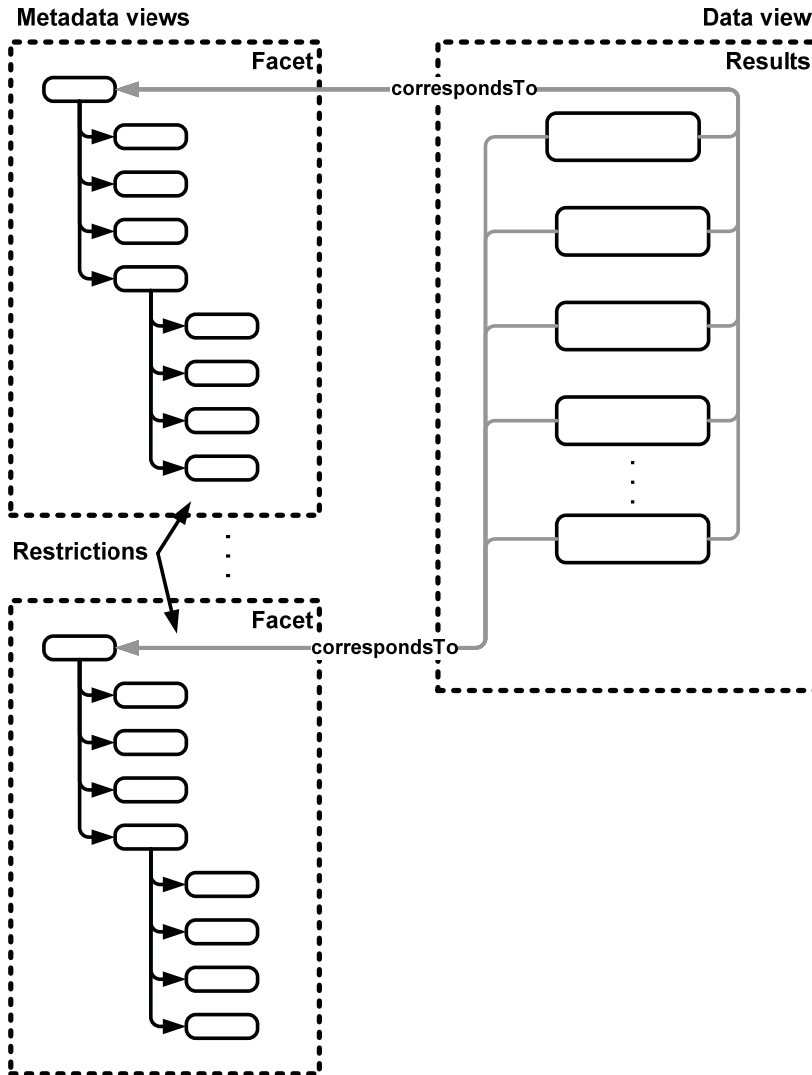 Metadata views
Data view
Facet
Results
correspondsTo
Restrictions
Facet
correspondsTo